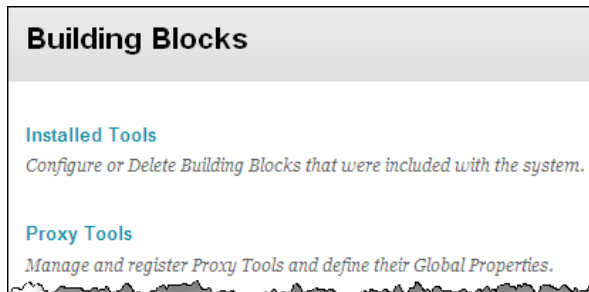 Building Blocks
Installed Tools
Configure or Delete Building Blocks that were included with the system.
Proxy Tools
Manage and register Proxy Tools and define their Global Properties.